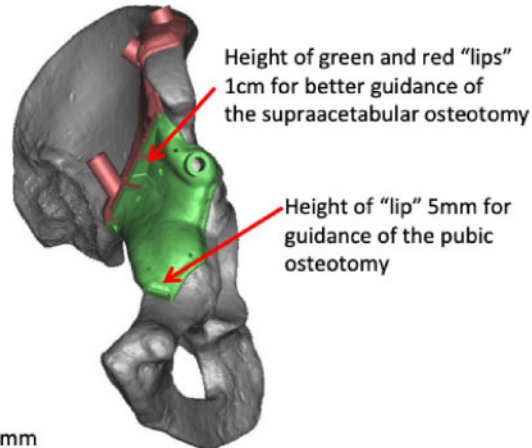 Height of green and red “lips”
1cm for better guidance of
the supraacetabular osteotomy
Height of “lip” 5mm for
guidance of the pubic
osteotomy
mm